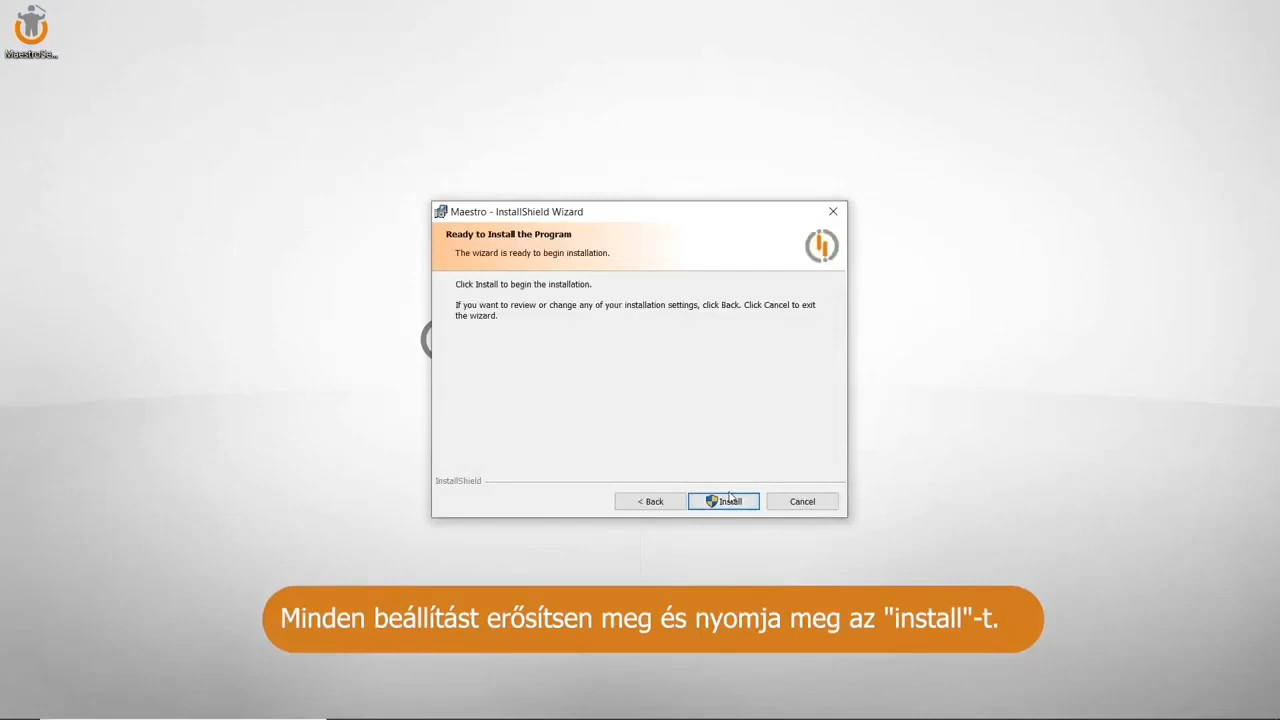 MaestroSe...
Maestro - InstallShield Wizard
Ready to Install the Program
The wizard is ready to begin installation.
Click Install to begin the installation.
If you want to review or change any of your installation settings, click Back. Click Cancel to exit
the wizard.
InstallShield
< Back
Install
Cancel
Minden beállítást erősítsen meg és nyomja meg az "install"-t.